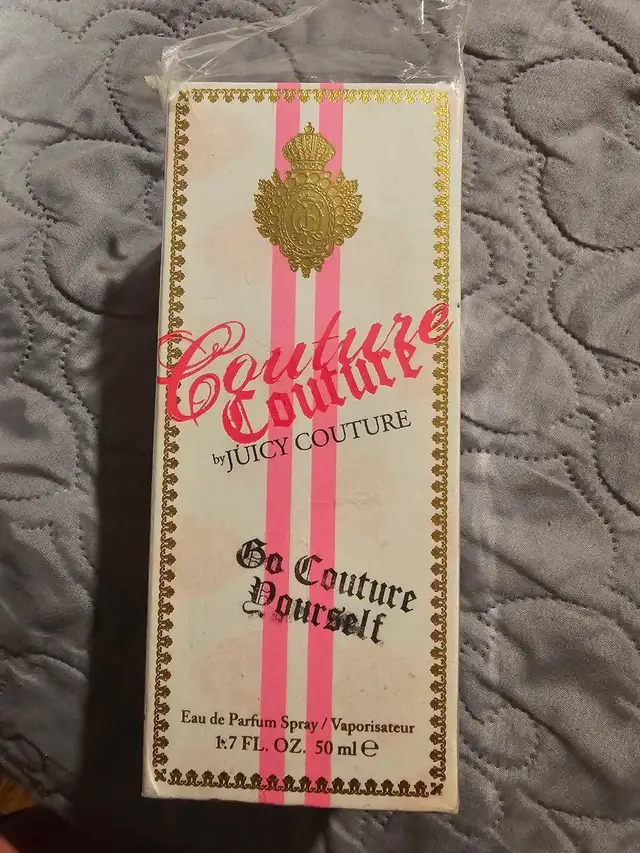 Couture
Couture
by JUICY COUTURE
Go Couture
Yourself
Eau de Parfum Spray / Vaporisateur
1.7 FL. OZ. 50 ml ℮